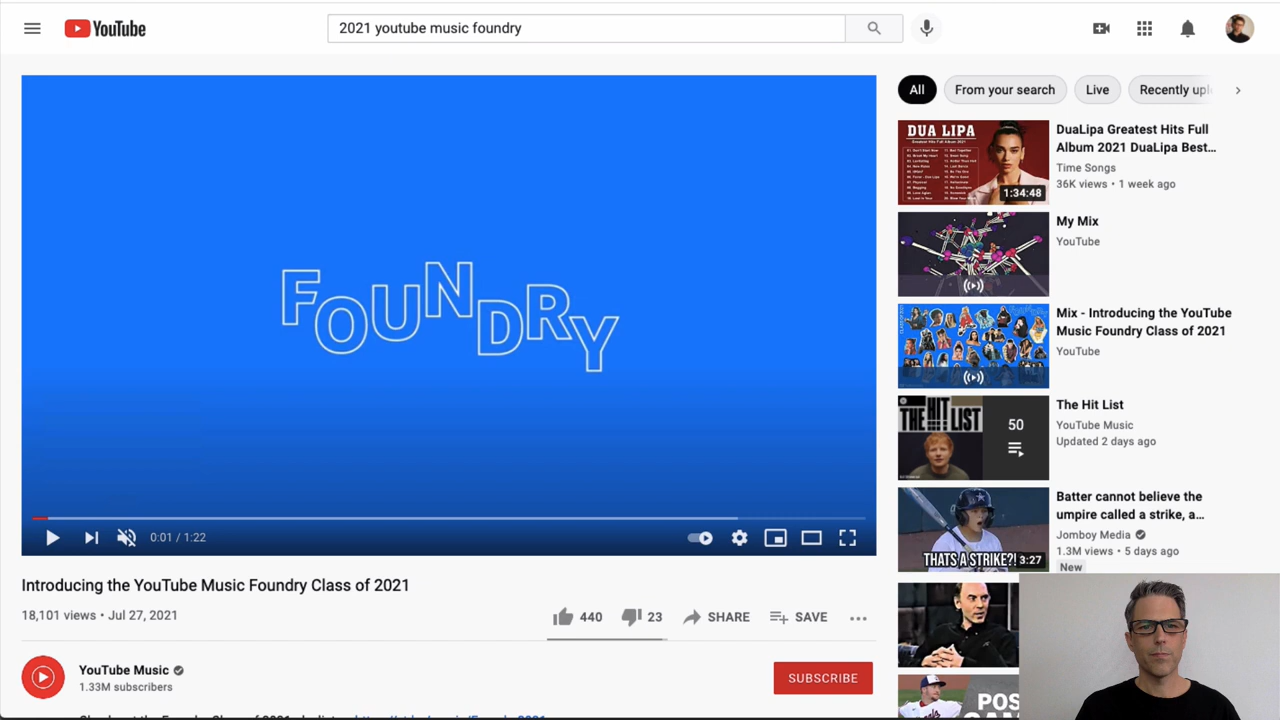 YouTube
2021 youtube music foundry
FOUNDRY
0:01 / 1:22
Introducing the YouTube Music Foundry Class of 2021
18,101 views • Jul 27, 2021
440
23
SHARE
SAVE
YouTube Music
1.33M subscribers
SUBSCRIBE
All
From your search
Live
Recently
DUA LIPA
1:34:48
DuaLipa Greatest Hits Full
Album 2021 DuaLipa Best...
Time Songs
36K views • 1 week ago
My Mix
YouTube
Mix - Introducing the YouTube
Music Foundry Class of 2021
YouTube
THE HIT
LIST
50
The Hit List
YouTube Music
Updated 2 days ago
THATS A STRIKE?!
3:27
Batter cannot believe the
umpire called a strike, a...
Jomboy Media
1.3M views • 5 days ago
New
POS